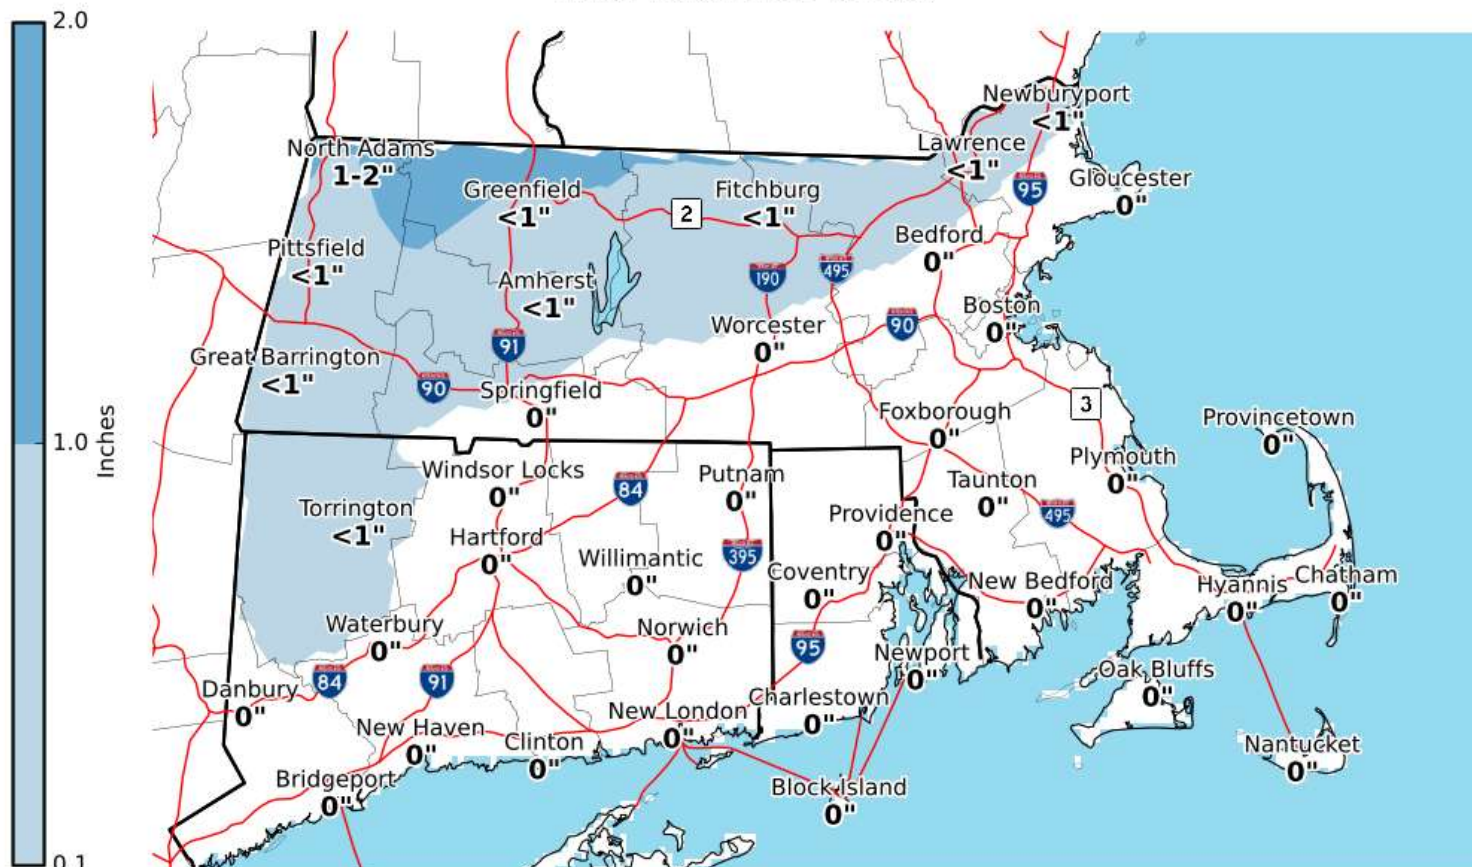 2.0
Newburyport
<1"
North Adams
1-2"
Lawrence
<1"
Greenfield
<1"
Fitchburg
<1"
95
Gloucester
0"
2
Pittsfield
<1"
Bedford
0"
Amherst
<1"
190
495
Boston
0"
Worcester
0"
90
91
Great Barrington
<1"
90
Springfield
0"
3
Foxborough
0"
Provincetown
0"
1.0
Inches
Windsor Locks
0"
84
Putnam
0"
Taunton
0"
Plymouth
0"
Torrington
<1"
Providence
0"
495
Hartford
0"
395
Willimantic
0"
Coventry
0"
New Bedford
0"
Hyannis
0"
Chatham
0"
Waterbury
0"
Norwich
0"
95
Newport
0"
84
91
Oak Bluffs
0"
Danbury
0"
New London
0"
Charlestown
0"
New Haven
0"
Clinton
0"
Nantucket
0"
Bridgeport
0"
Block Island
0"
0.1